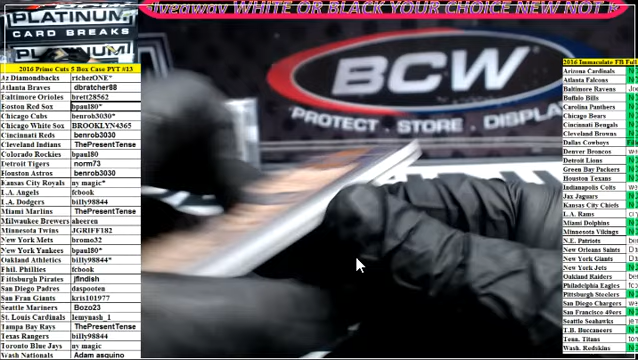 iveaway WHITE OR BLACK YOUR CHOICE NEW NOT
PLATINUM
CARD BREAKS
PLATINUM
BCW
PROTECT . STORE . DISPLA
2016 Prime Cuts 5 Box Case PYT #13
Az Diamondbacks richezONE*
Atlanta Braves dbratcher88
Baltimore Orioles brett28562
Boston Red Sox bpaul80*
Chicago Cubs benrob3030*
Chicago White Sox BROOKLYN4365
Cincinnati Reds benrob3030
Cleveland Indians ThePresentTense
Colorado Rockies bpaul80
Detroit Tigers norm73
Houston Astros benrob3030
Kansas City Royals ny magic*
L.A. Angels fcbook
L.A. Dodgers billy98844
Miami Marlins ThePresentTense
Milwaukee Brewers aheeren
Minnesota Twins JGRIFF182
New York Mets bromo32
New York Yankees bpaul80*
Oakland Athletics billy98844*
Phil. Phillies fcbook
Pittsburgh Pirates jfindish
San Diego Padres daspooten
San Fran Giants kris101977
Seattle Mariners Bozo23
St. Louis Cardinals lemynash_1
Tampa Bay Rays ThePresentTense
Texas Rangers billy98844
Toronto Blue Jays ny magic
Wash Nationals Adam asquino
2016 Immaculate FB Full
Arizona Cardinals
Atlanta Falcons
Baltimore Ravens
Buffalo Bills
Carolina Panthers
Chicago Bears
Cincinnati Bengals
Cleveland Browns
Dallas Cowboys
Denver Broncos
Detroit Lions
Green Bay Packers
Houston Texans
Indianapolis Colts
Jax Jaguars
Kansas City Chiefs
L.A. Rams
Miami Dolphins
Minnesota Vikings
N.E. Patriots
New Orleans Saints
New York Giants
New York Jets
Oakland Raiders
Philadelphia Eagles
Pittsburgh Steelers
San Diego Chargers
San Francisco 49ers
Seattle Seahawks
T.B. Buccaneers
Tenn. Titans
Wash. Redskins